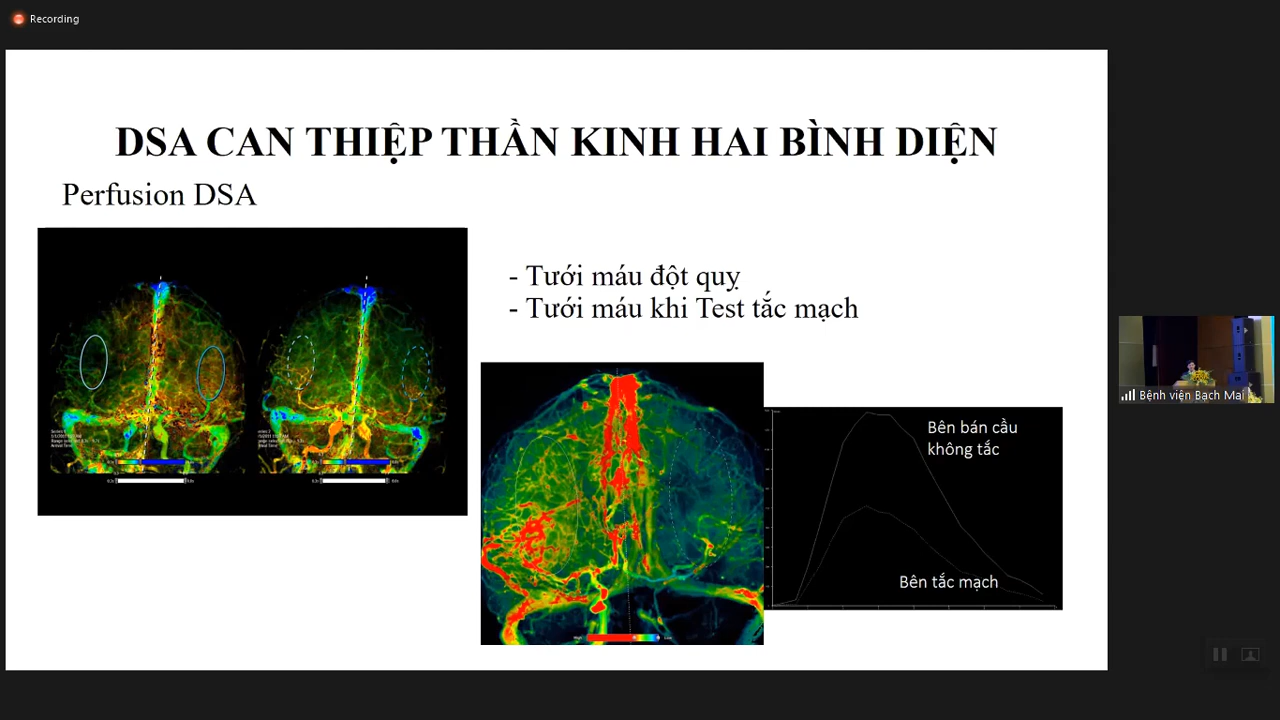 Recording
DSA CAN THIỆP THẦN KINH HAI BÌNH DIỆN
Perfusion DSA
- Tưới máu đột quỵ
- Tưới máu khi Test tắc mạch
Bên bán cầu
không tắc
Bên tắc mạch
Bệnh viện Bạch Mai